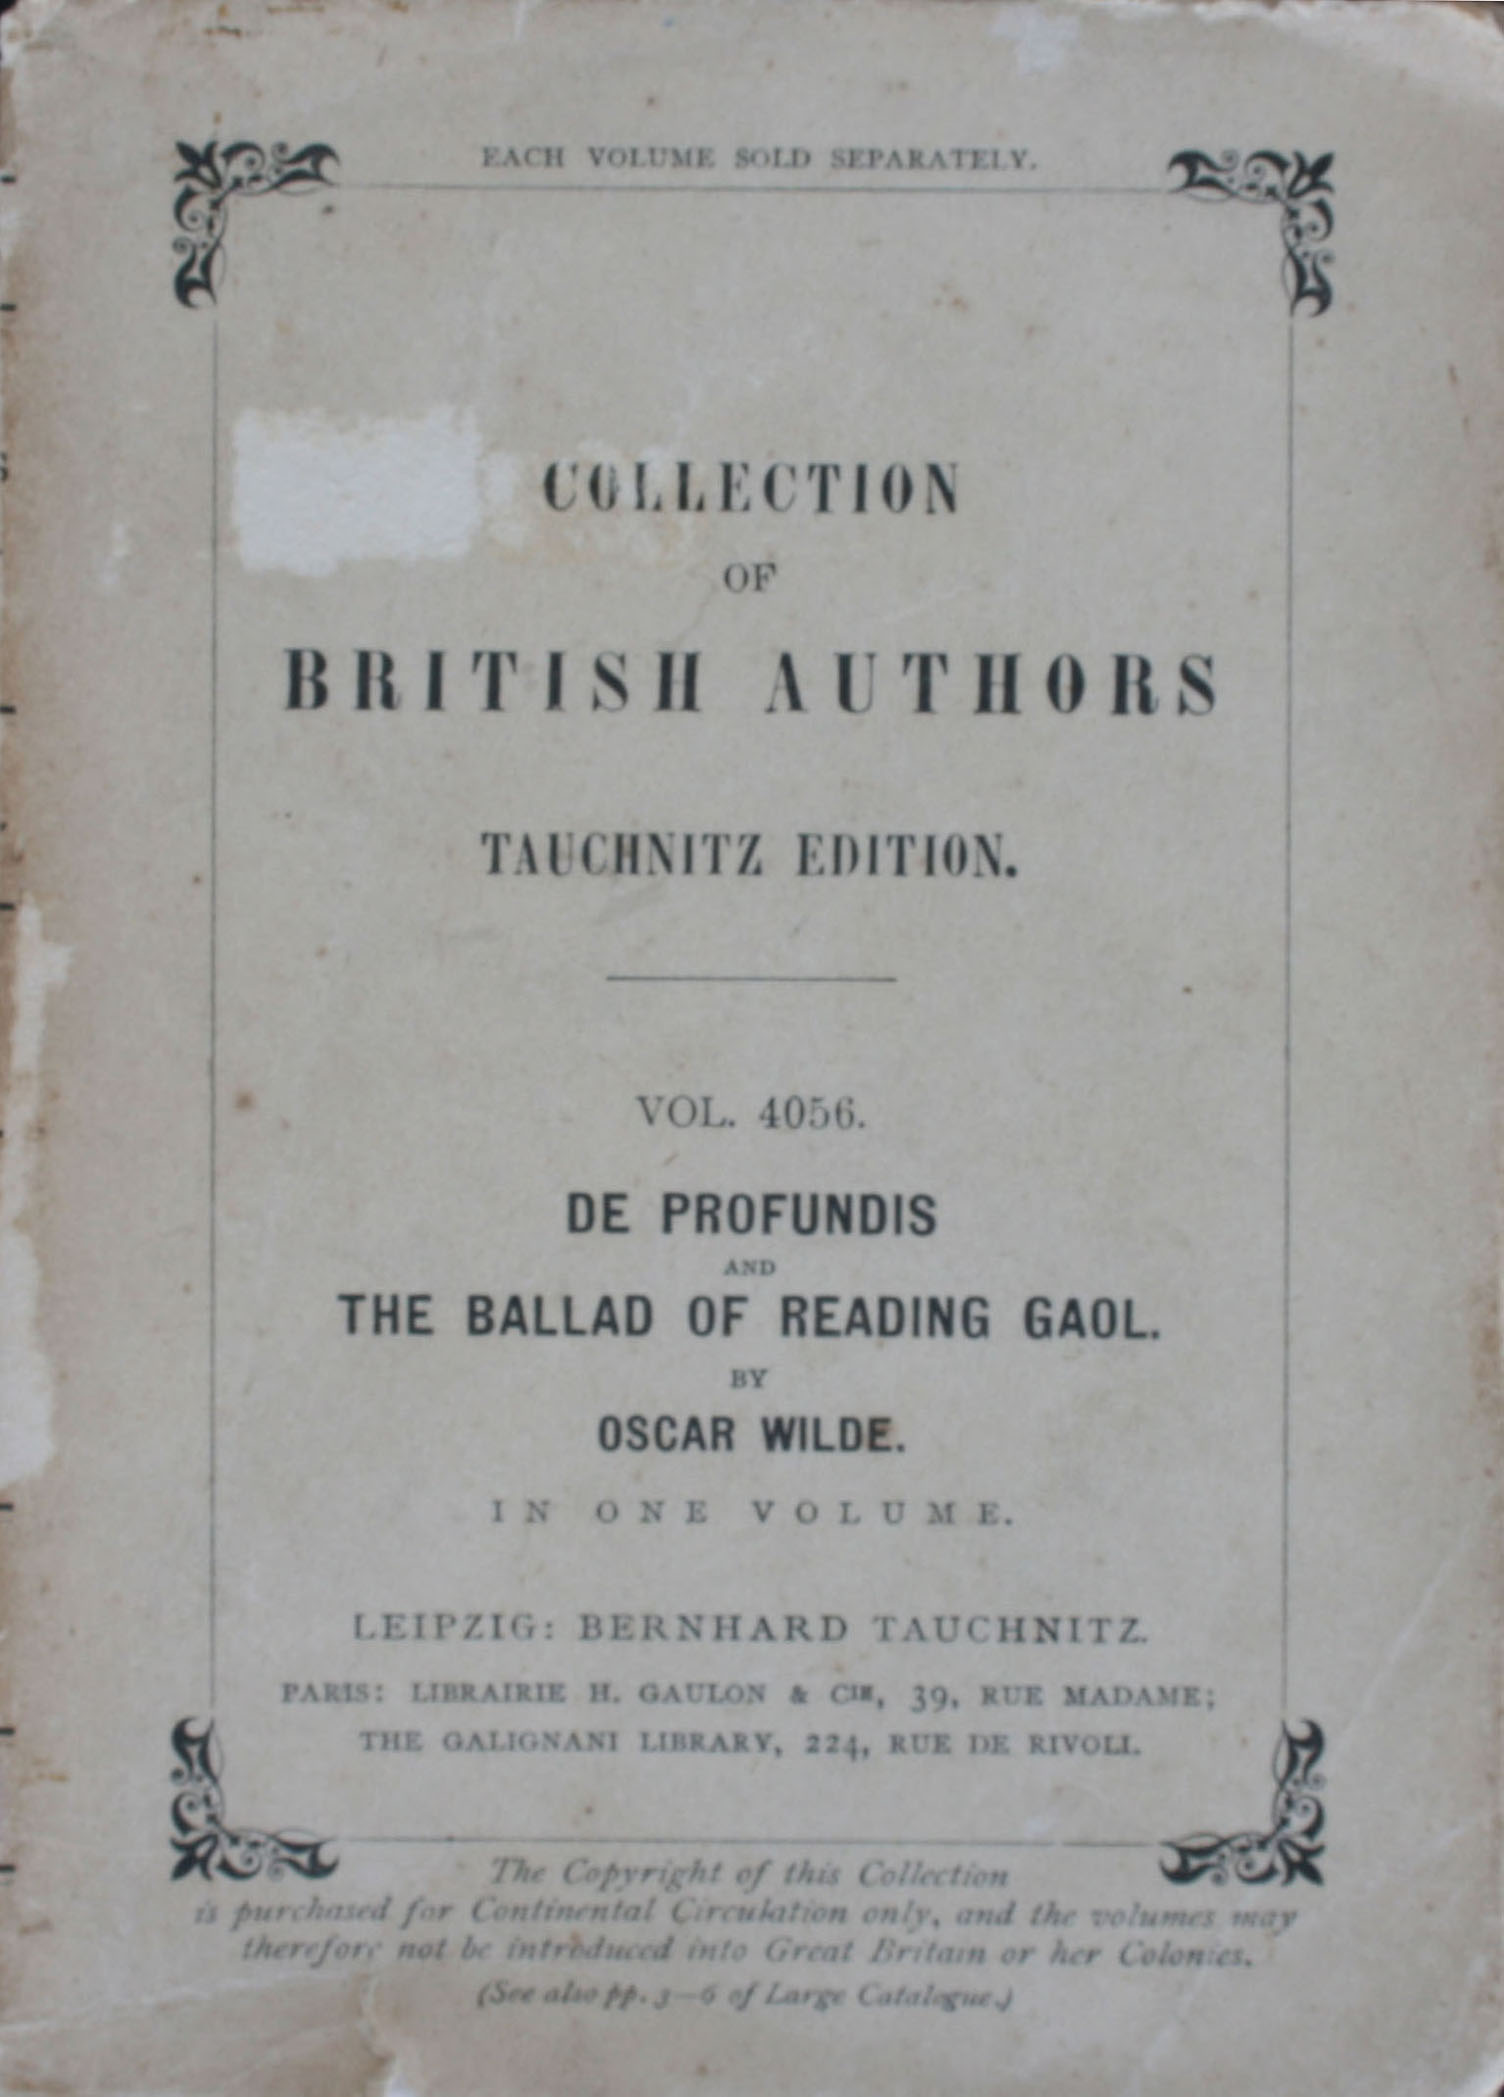 EACH VOLUME SOLD SEPARATELY.
COLLECTION
OF
BRITISH AUTHORS
TAUCHNITZ EDITION.
VOL. 4056.
DE PROFUNDIS
AND
THE BALLAD OF READING GAOL.
BY
OSCAR WILDE.
IN ONE VOLUME.
LEIPZIG: BERNHARD TAUCHNITZ.
PARIS: LIBRAIRIE H. GAULON & CIE, 39, RUE MADAME;
THE GALIGNANI LIBRARY, 224, RUE DE RIVOLI.
The Copyright of this Collection
is purchased for Continental Circulation only, and the volumes may
therefore not be introduced into Great Britain or her Colonies.
(See also pp. 3—6 of Large Catalogue.)